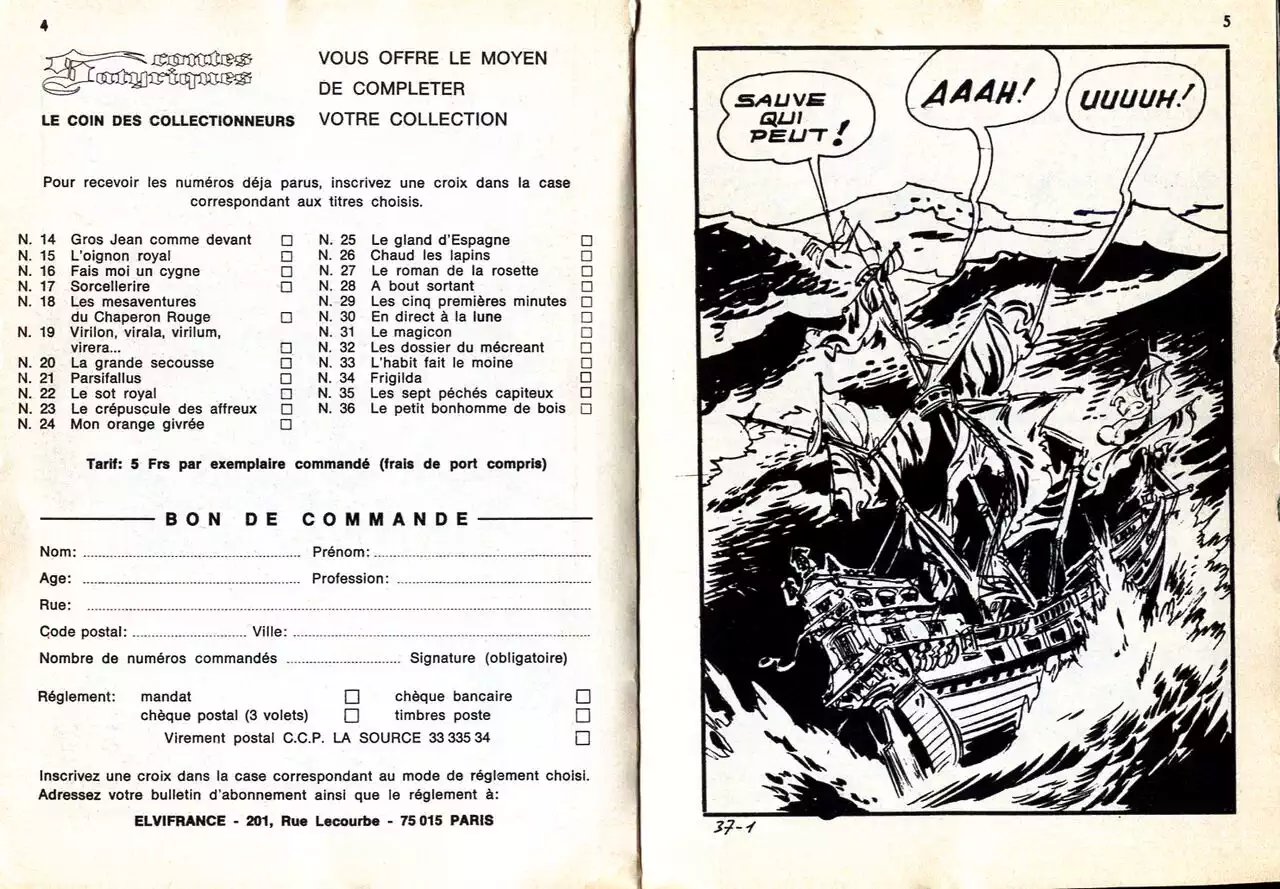 4
contes
Satyriques
LE COIN DES COLLECTIONNEURS
VOUS OFFRE LE MOYEN
DE COMPLETER
VOTRE COLLECTION
Pour recevoir les numéros déja parus, inscrivez une croix dans la case
correspondant aux titres choisis.
N. 14 Gros Jean comme devant
N. 15 L'oignon royal
N. 16 Fais moi un cygne
N. 17 Sorcellerire
N. 18 Les mesaventures
du Chaperon Rouge
N. 19 Virilon, virala, virilum,
virera...
N. 20 La grande secousse
N. 21 Parsifallus
N. 22 Le sot royal
N. 23 Le crépuscule des affreux
N. 24 Mon orange givrée
N. 25 Le gland d'Espagne
N. 26 Chaud les lapins
N. 27 Le roman de la rosette
N. 28 A bout sortant
N. 29 Les cinq premières minutes
N. 30 En direct à la lune
N. 31 Le magicon
N. 32 Les dossier du mécreant
N. 33 L'habit fait le moine
N. 34 Frigilda
N. 35 Les sept péchés capiteux
N. 36 Le petit bonhomme de bois
Tarif: 5 Frs par exemplaire commandé (frais de port compris)
BON DE COMMANDE
Nom: Prénom:
Age: Profession:
Rue:
Code postal: Ville:
Nombre de numéros commandés Signature (obligatoire)
Réglement: mandat chèque bancaire
chèque postal (3 volets) timbres poste
Virement postal C.C.P. LA SOURCE 33 335 34
Inscrivez une croix dans la case correspondant au mode de réglement choisi.
Adressez votre bulletin d'abonnement ainsi que le réglement à:
ELVIFRANCE - 201, Rue Lecourbe - 75 015 PARIS
5
SAUVE
QUI
PEUT!
AAAH!
UUUUH!
37-1